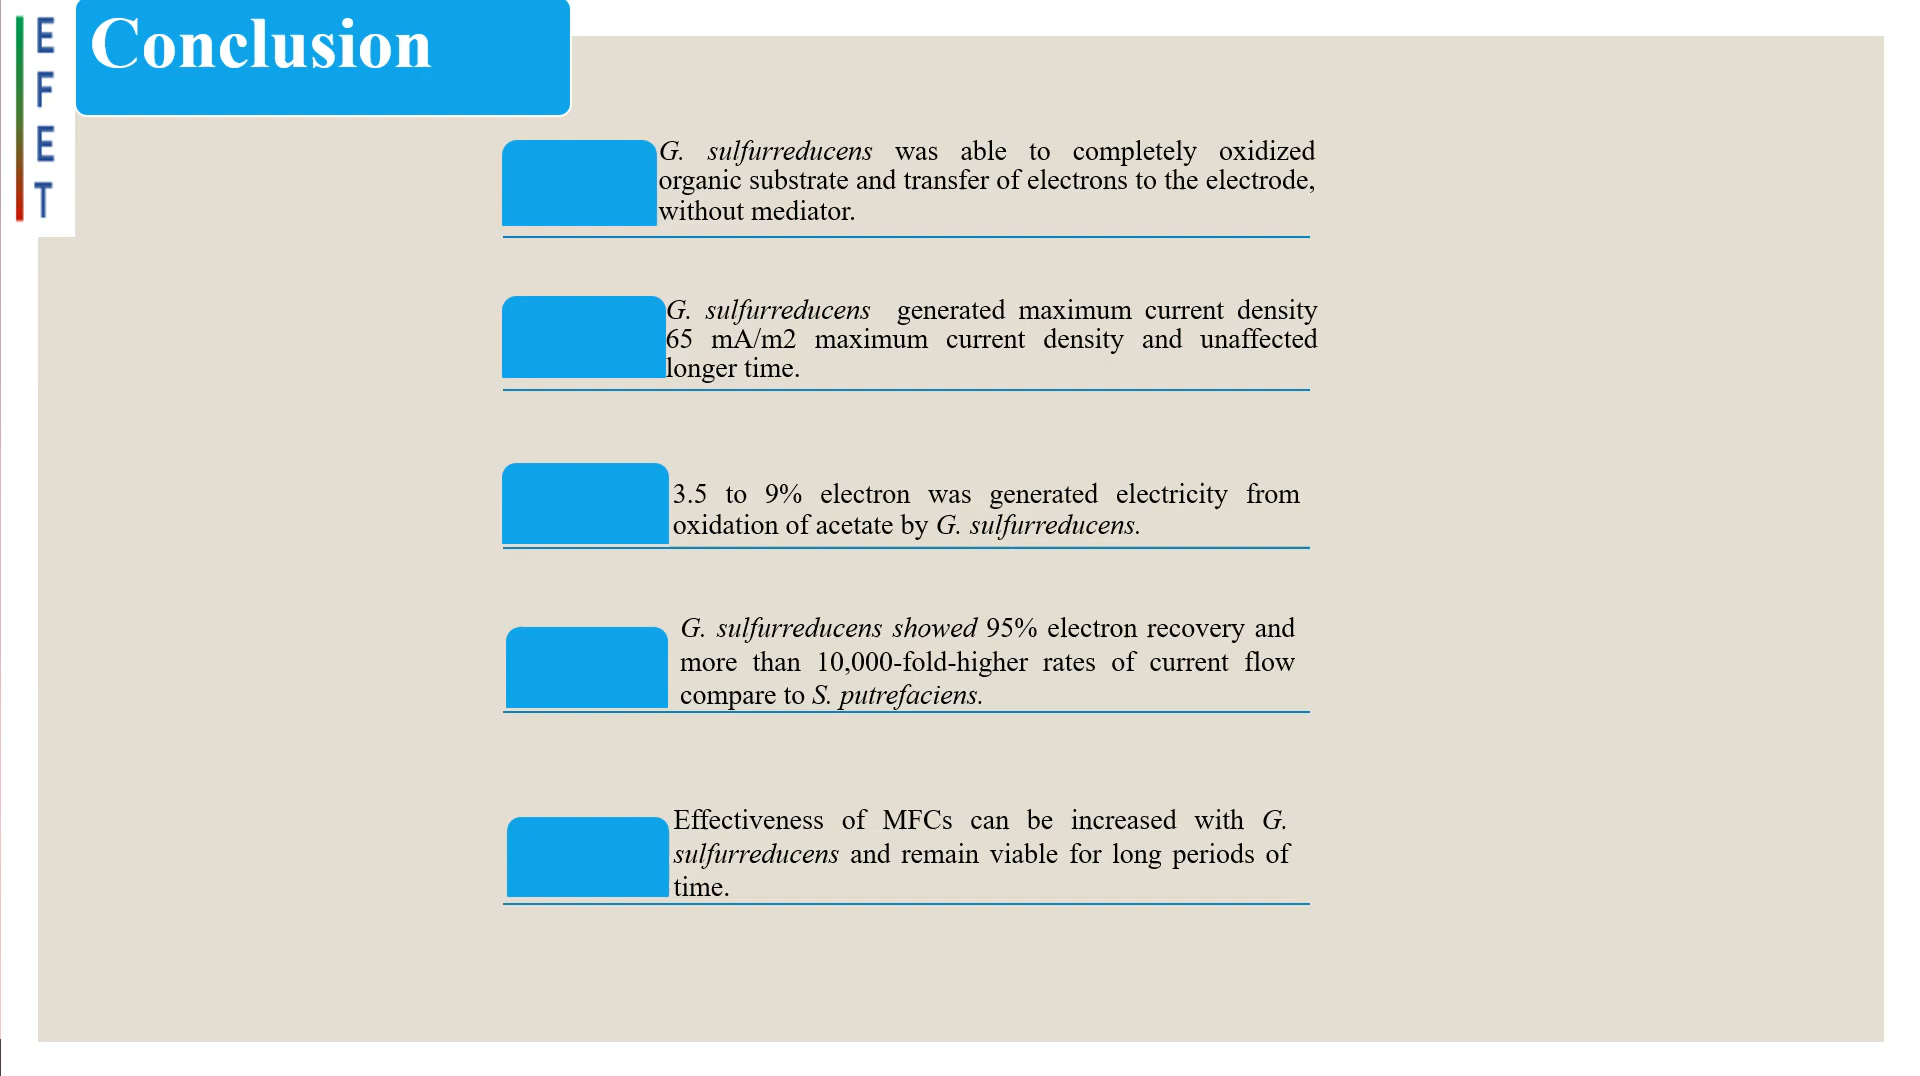 E
F
E
T
Conclusion
G. sulfurreducens was able to completely oxidized
organic substrate and transfer of electrons to the electrode,
without mediator.
G. sulfurreducens generated maximum current density
65 mA/m2 maximum current density and unaffected
longer time.
3.5 to 9% electron was generated electricity from
oxidation of acetate by G. sulfurreducens.
G. sulfurreducens showed 95% electron recovery and
more than 10,000-fold-higher rates of current flow
compare to S. putrefaciens.
Effectiveness of MFCs can be increased with G.
sulfurreducens and remain viable for long periods of
time.